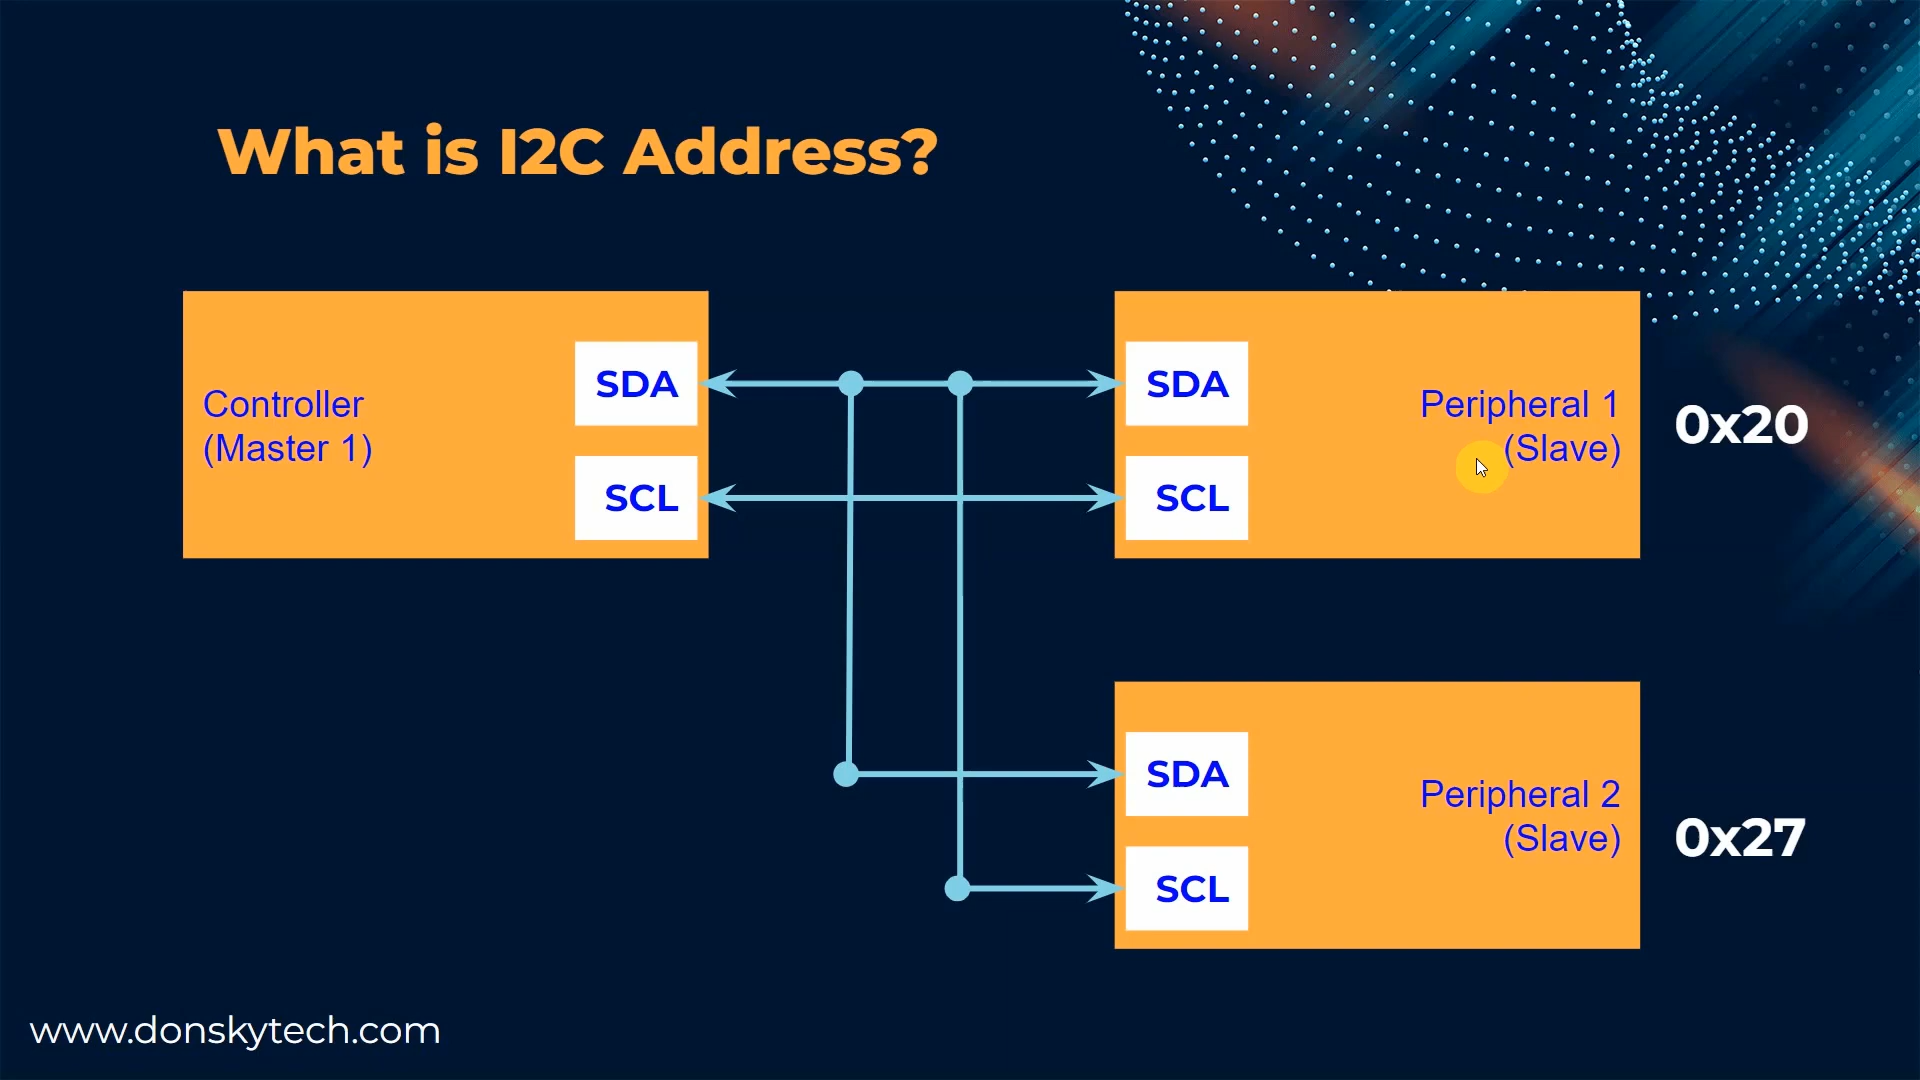 What is I2C Address?
Controller
(Master 1)
SDA
SCL
SDA
SCL
Peripheral 1
(Slave)
0x20
SDA
SCL
Peripheral 2
(Slave)
0x27
www.donskytech.com